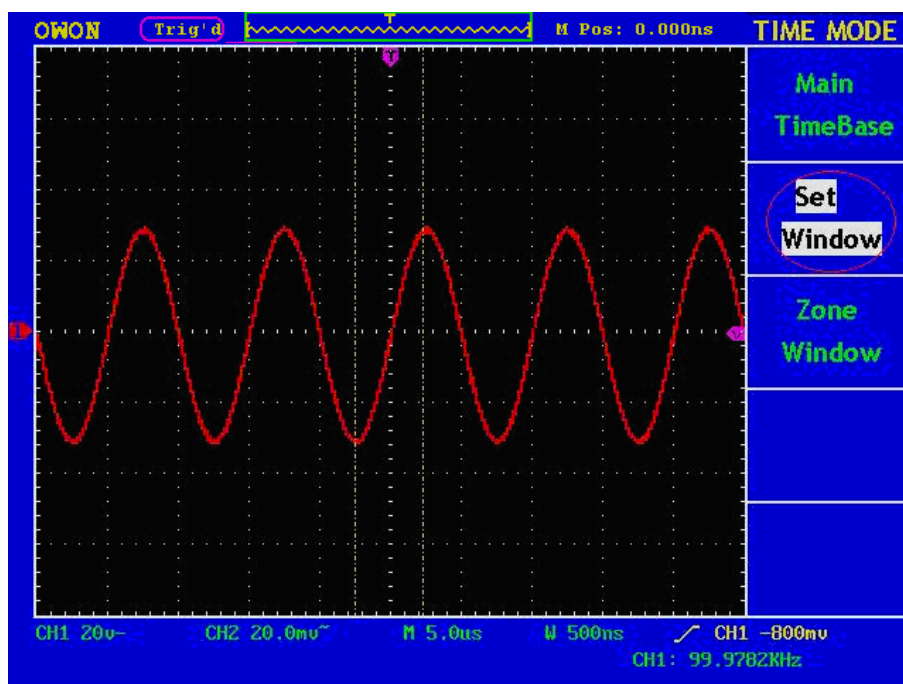 OWON Trig'd T M Pos: 0.000ns TIME MODE
T
Main
TimeBase
Set
Window
1
Zone
Window
CH1 20v- CH2 20.0mv~ M 5.0us W 500ns CH1 -800mv
CH1: 99.9782KHz